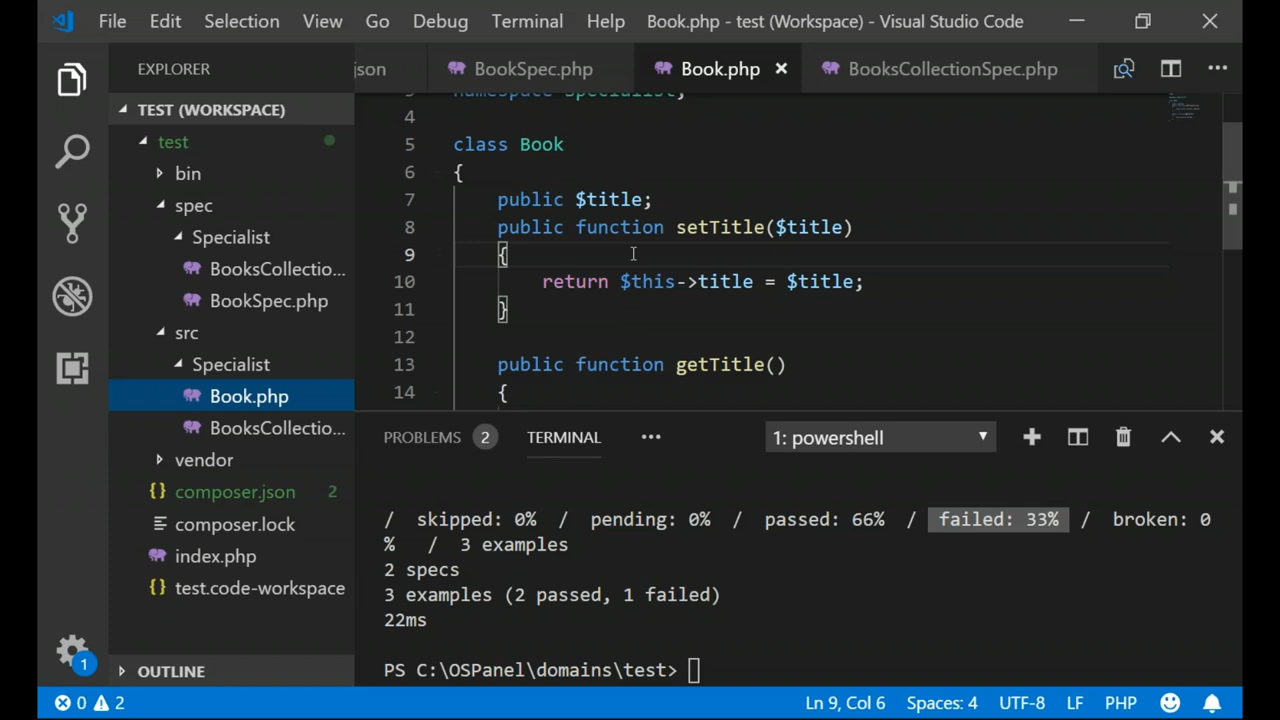 File Edit Selection View Go Debug Terminal Help Book.php - test (Workspace) - Visual Studio Code
EXPLORER
TEST (WORKSPACE)
test
bin
spec
Specialist
BooksCollectio...
BookSpec.php
src
Specialist
Book.php
BooksCollectio...
vendor
composer.json 2
composer.lock
index.php
test.code-workspace
OUTLINE
1
json BookSpec.php Book.php BooksCollectionSpec.php
3 namespace Specialist;
4
5 class Book
6 {
7 public $title;
8 public function setTitle($title)
9 {
10 return $this->title = $title;
11 }
12
13 public function getTitle()
14 {
PROBLEMS 2 TERMINAL ... 1: powershell
/ skipped: 0% / pending: 0% / passed: 66% / failed: 33% / broken: 0
% / 3 examples
2 specs
3 examples (2 passed, 1 failed)
22ms
PS C:\OSPanel\domains\test>
0 2 Ln 9, Col 6 Spaces: 4 UTF-8 LF PHP